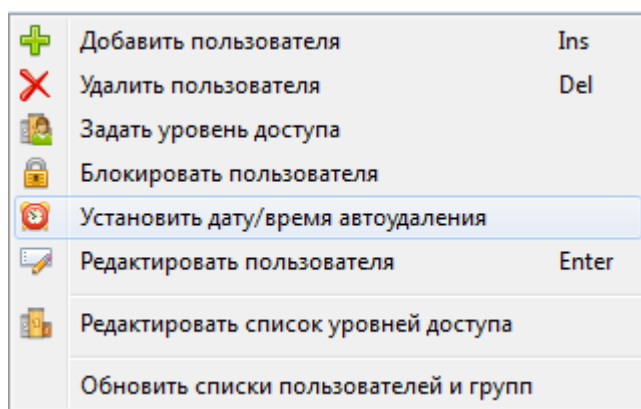 Добавить пользователя Ins
Удалить пользователя Del
Задать уровень доступа
Блокировать пользователя
Установить дату/время автоудаления
Редактировать пользователя Enter
Редактировать список уровней доступа
Обновить списки пользователей и групп